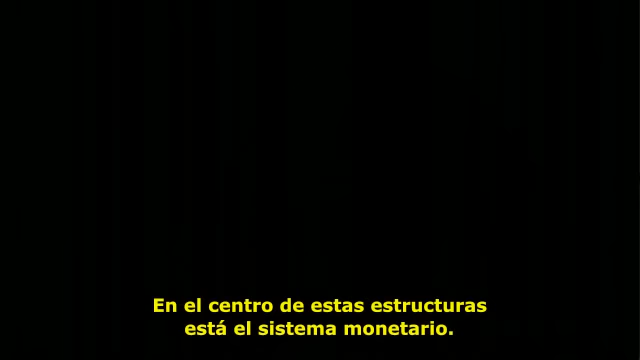 En el centro de estas estructuras
está el sistema monetario.